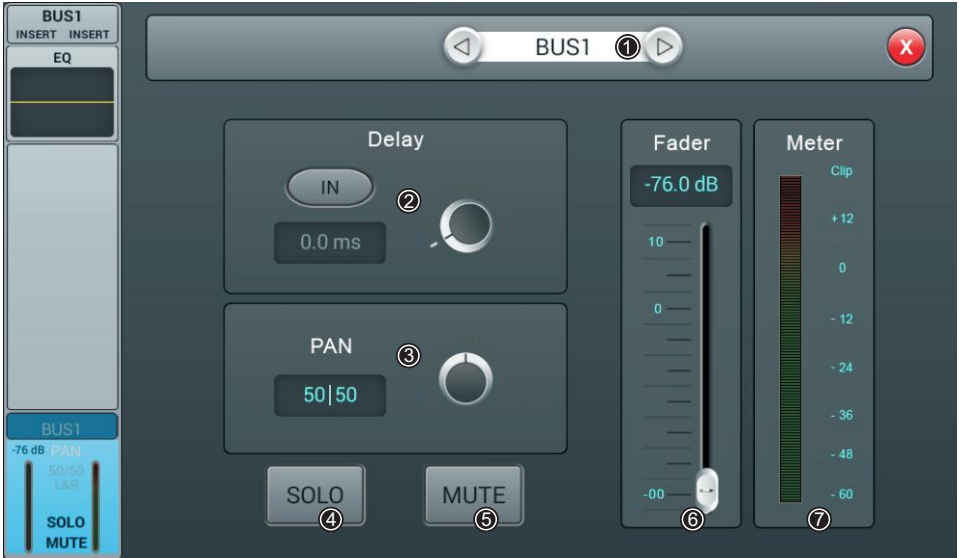 BUS1
INSERT INSERT
EQ
BUS1
-76 dB PAN
50/50
L&R
SOLO
MUTE
BUS1 ①
X
Delay
IN
②
0.0 ms
PAN
③
50|50
SOLO
④
MUTE
⑤
Fader
-76.0 dB
10
0
-00
⑥
Meter
Clip
+12
0
- 12
- 24
- 36
- 48
- 60
⑦